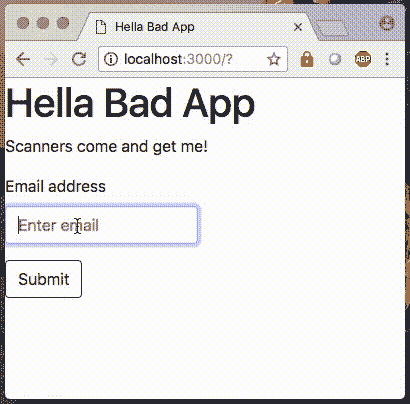 Hella Bad App
localhost:3000/?
ABP
Hella Bad App
Scanners come and get me!
Email address
Enter email
Submit